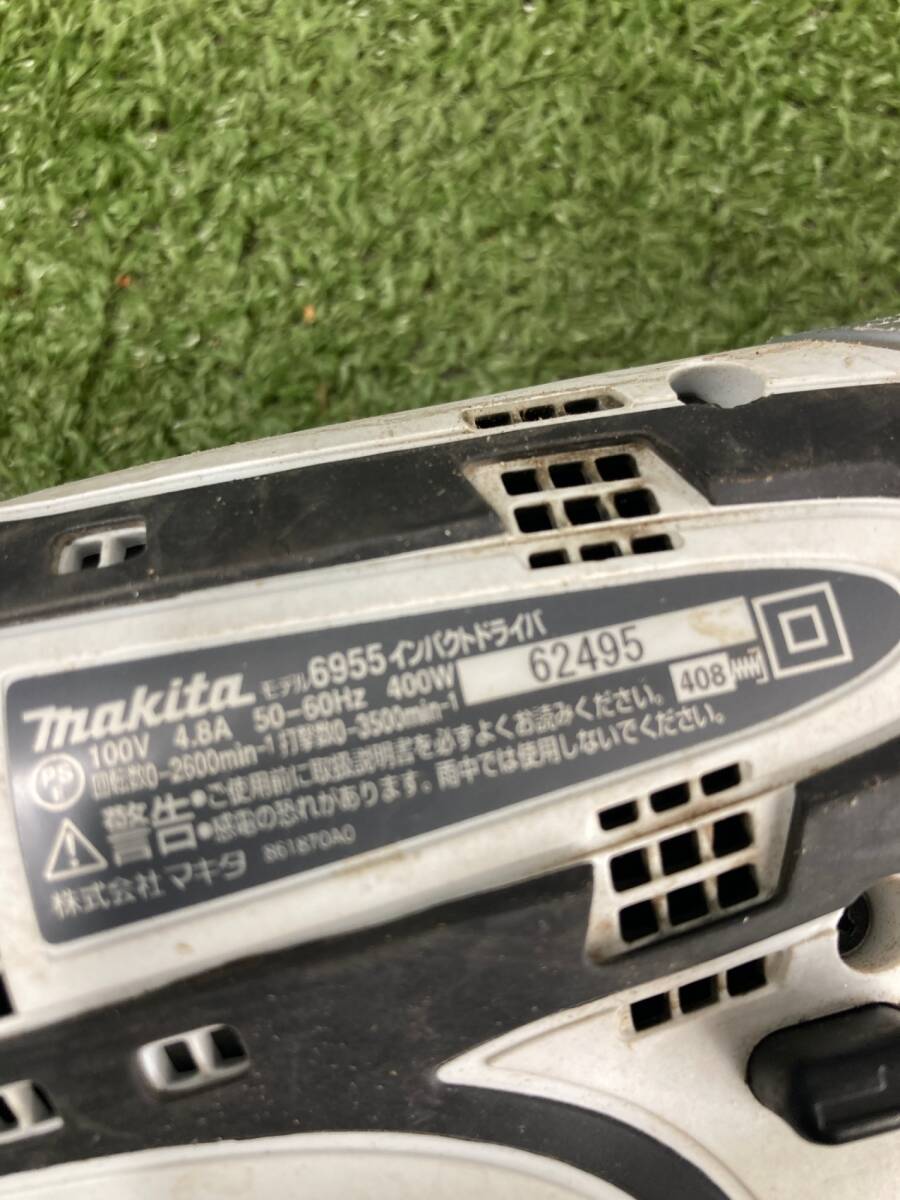 makita モデル6955 インパクトドライバ
100V 4.8A 50-60Hz 400W
62495
408
回転数0-2600min-1 打撃数0-3500min-1
PS
E
警告 •ご使用前に取扱説明書を必ずよくお読みください。
•感電の恐れがあります。雨中では使用しないでください。
株式会社 マキタ 861870A0